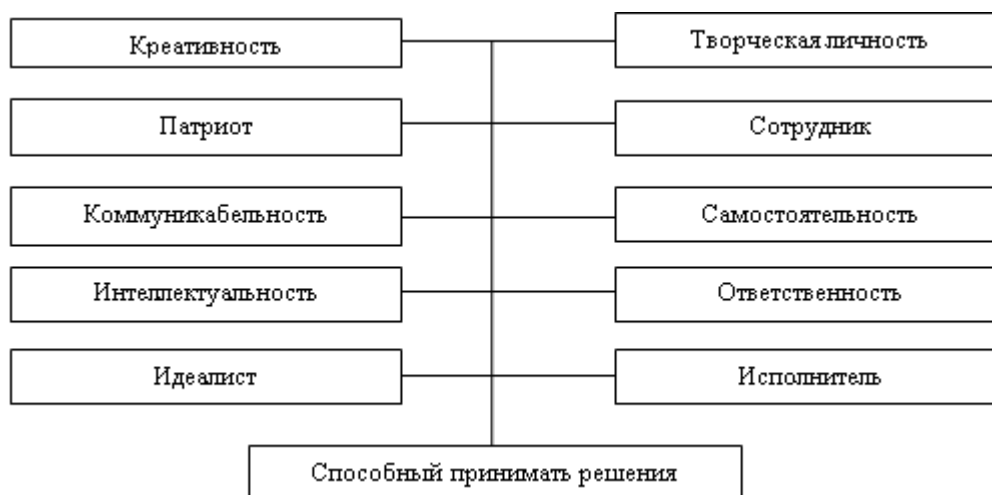 Креативность
Творческая личность
Патриот
Сотрудник
Коммуникабельность
Самостоятельность
Интеллектуальность
Ответственность
Идеалист
Исполнитель
Способный принимать решения